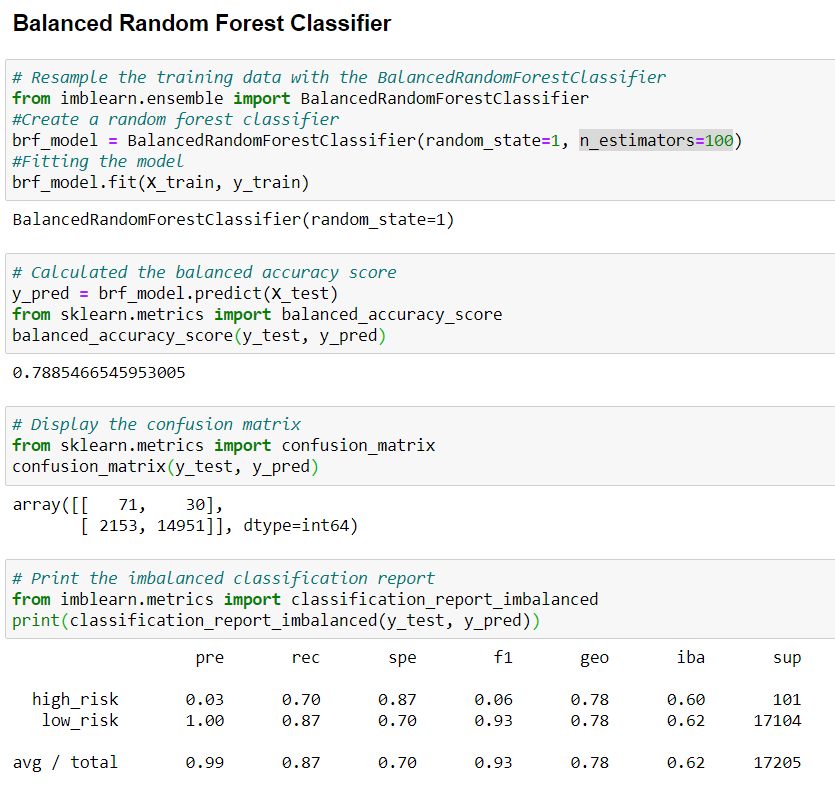 Balanced Random Forest Classifier
# Resample the training data with the BalancedRandomForestClassifier
from imblearn.ensemble import BalancedRandomForestClassifier
#Create a random forest classifier
brf_model = BalancedRandomForestClassifier(random_state=1, n_estimators=100)
#Fitting the model
brf_model.fit(X_train, y_train)
BalancedRandomForestClassifier(random_state=1)
# Calculated the balanced accuracy score
y_pred = brf_model.predict(X_test)
from sklearn.metrics import balanced_accuracy_score
balanced_accuracy_score(y_test, y_pred)
0.7885466545953005
# Display the confusion matrix
from sklearn.metrics import confusion_matrix
confusion_matrix(y_test, y_pred)
array([[   71,    30],
       [ 2153, 14951]], dtype=int64)
# Print the imbalanced classification report
from imblearn.metrics import classification_report_imbalanced
print(classification_report_imbalanced(y_test, y_pred))
                   pre       rec       spe        f1       geo       iba       sup
  high_risk       0.03      0.70      0.87      0.06      0.78      0.60       101
   low_risk       1.00      0.87      0.70      0.93      0.78      0.62     17104
avg / total       0.99      0.87      0.70      0.93      0.78      0.62     17205